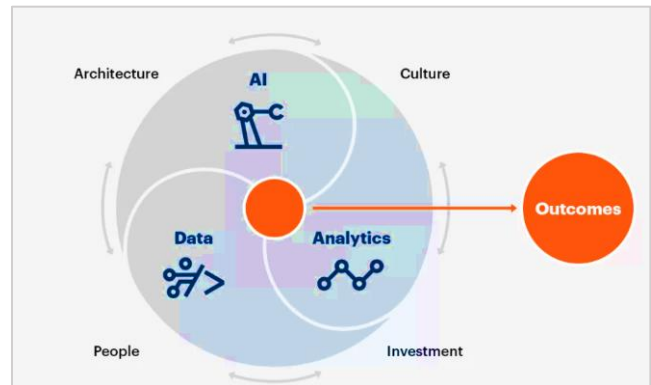 Architecture
AI
Culture
Data
Analytics
Outcomes
People
Investment